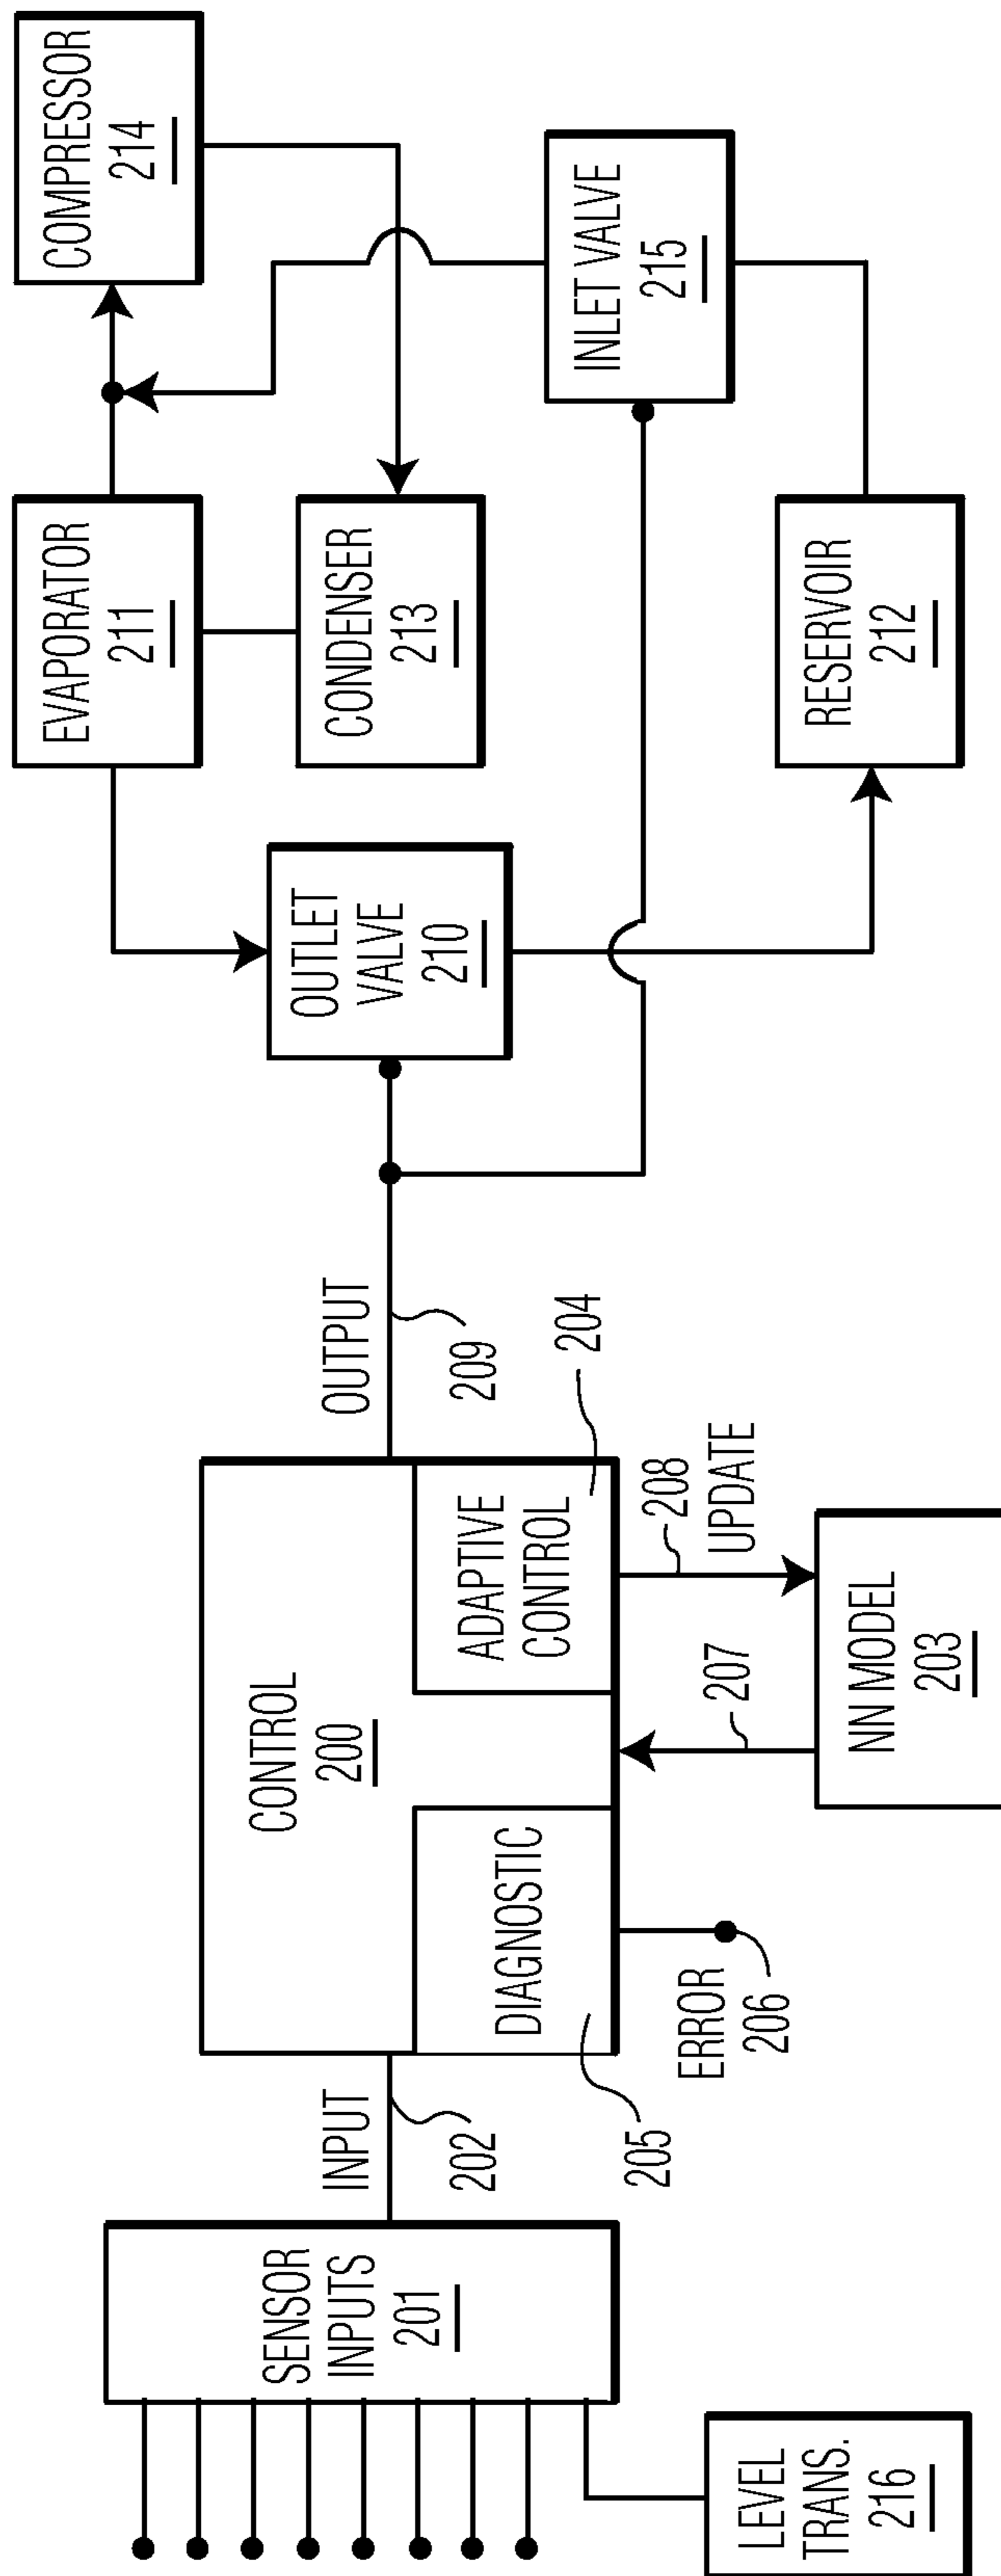 LEVEL
TRANS.
216
SENSOR
INPUTS
201
INPUT
202
CONTROL
200
DIAGNOSTIC
205
ADAPTIVE
CONTROL
204
ERROR
206
207
208
UPDATE
NN MODEL
203
OUTPUT
209
OUTLET
VALVE
210
EVAPORATOR
211
CONDENSER
213
RESERVOIR
212
COMPRESSOR
214
INLET VALVE
215